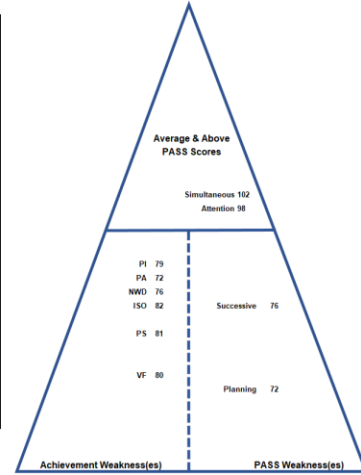 Average & Above
PASS Scores
Simultaneous 102
Attention 98
PI 79
PA 72
NWD 76
ISO 82
PS 81
VF 80
Successive 76
Planning 72
Achievement Weakness(es)
PASS Weakness(es)